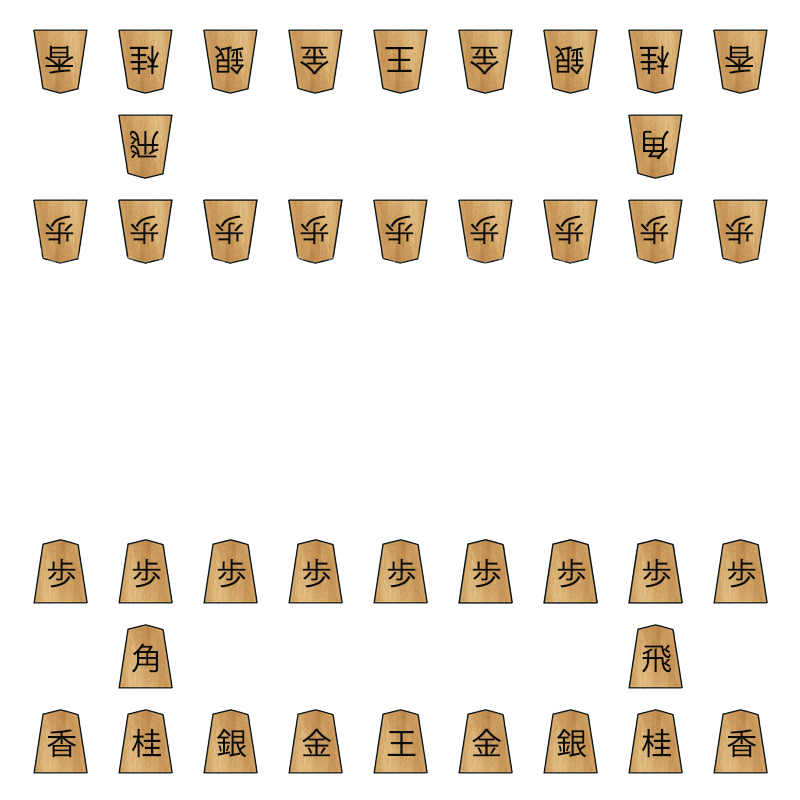 香 桂 銀 金 王 金 銀 桂 香
飛 角
歩 歩 歩 歩 歩 歩 歩 歩 歩
歩 歩 歩 歩 歩 歩 歩 歩 歩
角 飛
香 桂 銀 金 王 金 銀 桂 香